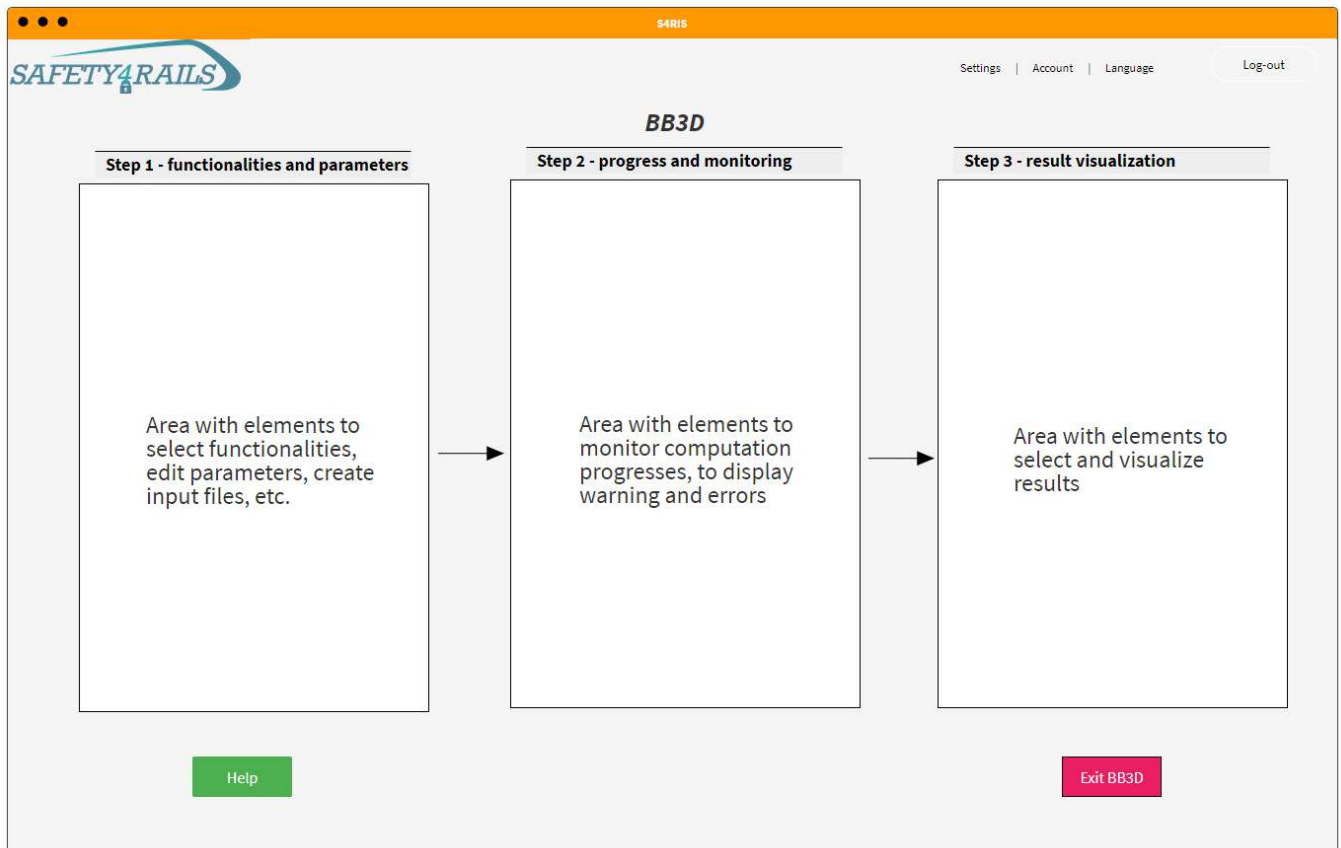 S4RIS
SAFETY4RAILS
Settings | Account | Language
Log-out
BB3D
Step 1 - functionalities and parameters
Step 2 - progress and monitoring
Step 3 - result visualization
Area with elements to
select functionalities,
edit parameters, create
input files, etc.
Area with elements to
monitor computation
progresses, to display
warning and errors
Area with elements to
select and visualize
results
Help
Exit BB3D